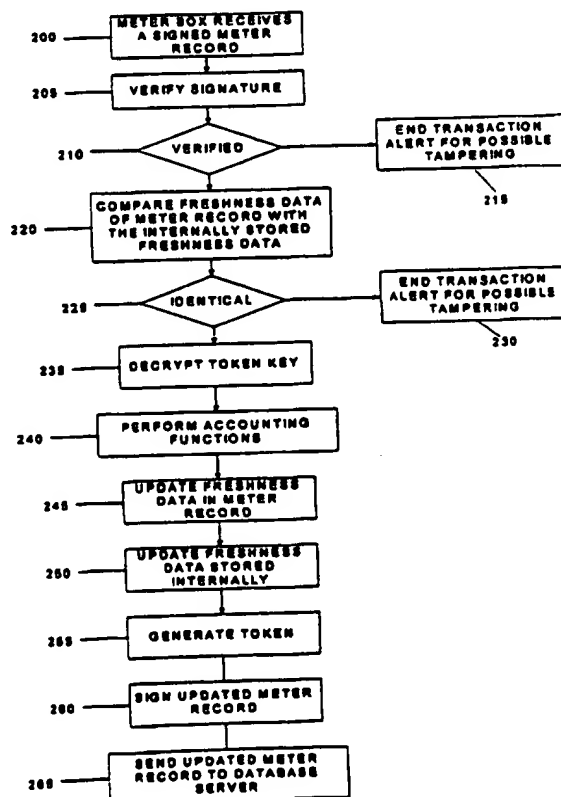 200
METER BOX RECEIVES
A SIGNED METER
RECORD
205
VERIFY SIGNATURE
210
VERIFIED
END TRANSACTION
ALERT FOR POSSIBLE
TAMPERING
215
220
COMPARE FRESHNESS DATA
OF METER RECORD WITH
THE INTERNALLY STORED
FRESHNESS DATA
225
IDENTICAL
END TRANSACTION
ALERT FOR POSSIBLE
TAMPERING
230
235
DECRYPT TOKEN KEY
240
PERFORM ACCOUNTING
FUNCTIONS
245
UPDATE FRESHNESS
DATA IN METER
RECORD
250
UPDATE FRESHNESS
DATA STORED
INTERNALLY
255
GENERATE TOKEN
260
SIGN UPDATED METER
RECORD
265
SEND UPDATED METER
RECORD TO DATABASE
SERVER